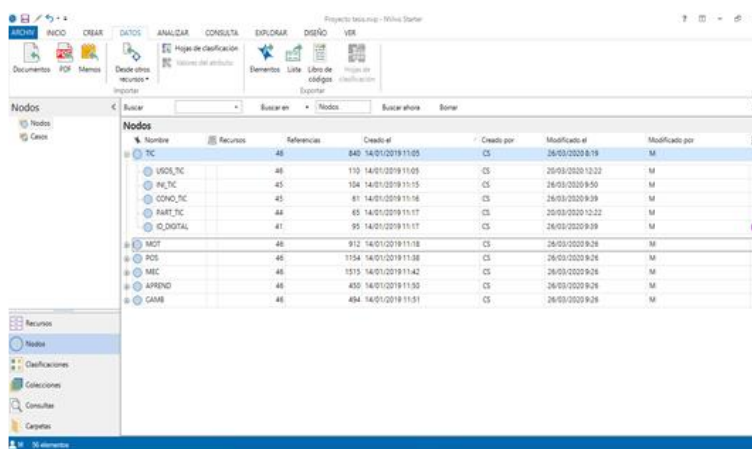 Proyecto tesis.nvp - NVivo Starter
ARCHIV INICIO CREAR DATOS ANALIZAR CONSULTA EXPLORAR DISEÑO VER
Documentos PDF Memos Desde otros recursos Hojas de clasificación Valores del atributo Elementos Lista Libro de códigos Hojas de clasificación
Importar Exportar
Nodos
Nodos
Casos
Buscar Buscar en Nodos Buscar ahora Borrar
Nodos
Nombre Recursos Referencias Creado el Creado por Modificado el Modificado por
TIC 46 840 14/01/2019 11:05 CS 26/03/2020 8:19 M
USOS_TIC 46 110 14/01/2019 11:05 CS 20/03/2020 12:22 M
INI_TIC 45 104 14/01/2019 11:15 CS 26/03/2020 9:50 M
CONO_TIC 45 61 14/01/2019 11:16 CS 26/03/2020 9:39 M
PART_TIC 44 65 14/01/2019 11:17 CS 20/03/2020 12:22 M
ID_DIGITAL 41 95 14/01/2019 11:17 CS 26/03/2020 9:39 M
MOT 46 912 14/01/2019 11:18 CS 26/03/2020 9:26 M
POS 46 1154 14/01/2019 11:38 CS 26/03/2020 9:26 M
MEC 46 1515 14/01/2019 11:42 CS 26/03/2020 9:26 M
APREND 46 450 14/01/2019 11:50 CS 26/03/2020 9:26 M
CAMB 46 494 14/01/2019 11:51 CS 26/03/2020 9:26 M
Recursos
Nodos
Clasificaciones
Colecciones
Consultas
Carpetas
M 56 elementos